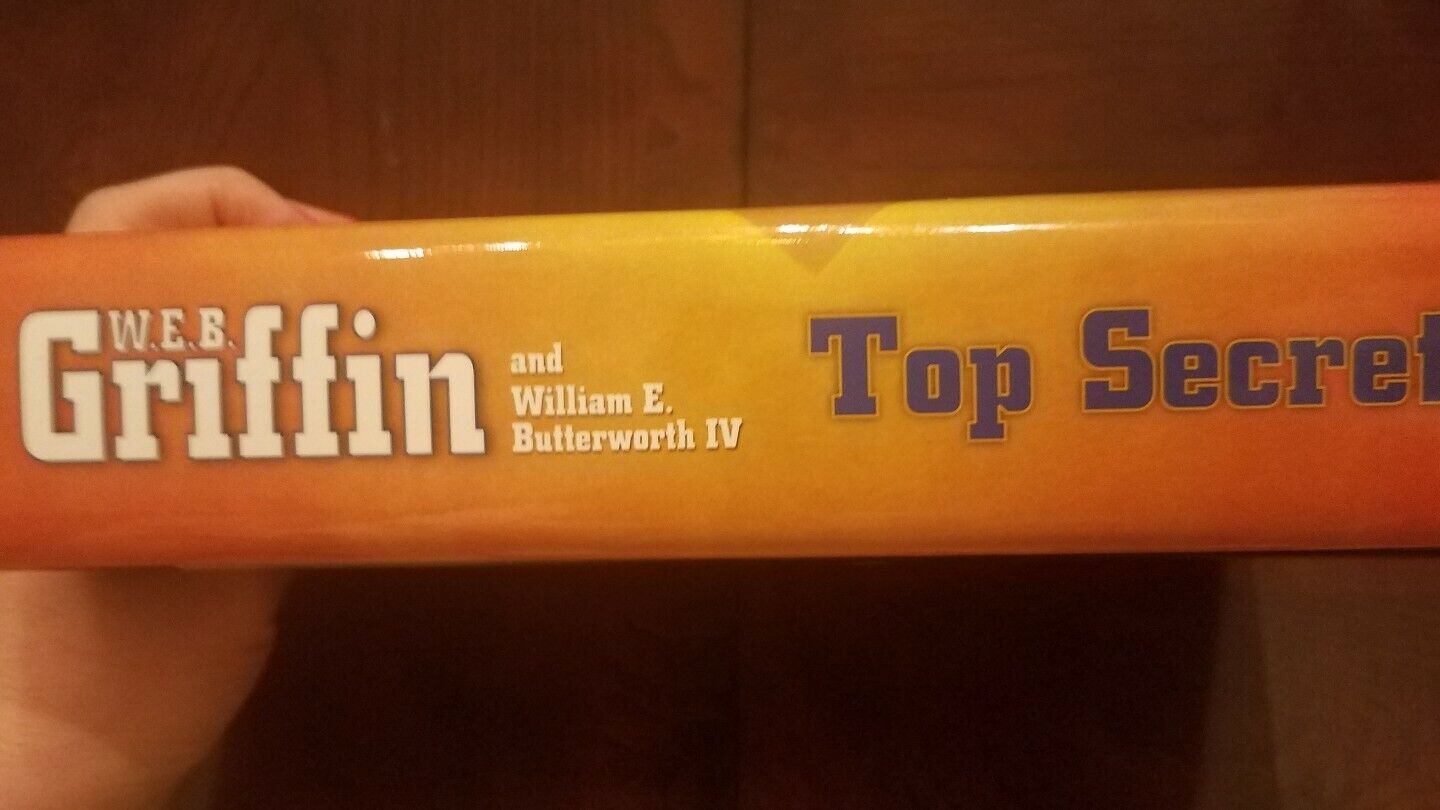 W.E.B.
Griffin
and
William E.
Butterworth IV
Top Secret